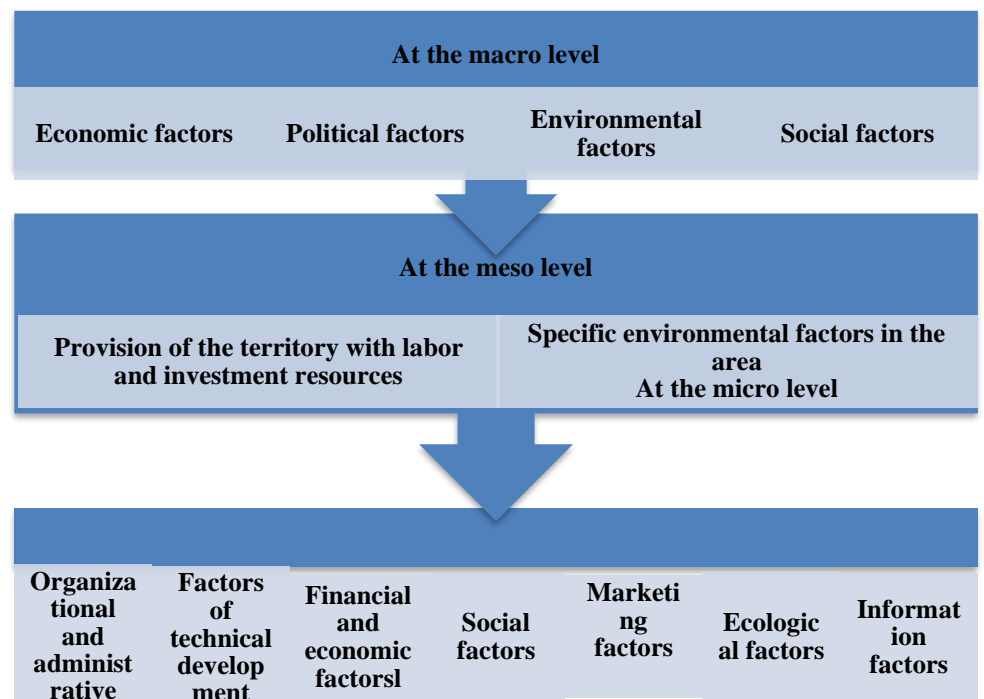 At the macro level
Economic factors
Political factors
Environmental
factors
Social factors
At the meso level
Provision of the territory with labor
and investment resources
Specific environmental factors in the
area
At the micro level
Organiza
tional
and
administ
rative
Factors
of
technical
develop
ment
Financial
and
economic
factorsl
Social
factors
Marketi
ng
factors
Ecologic
al factors
Informat
ion
factors